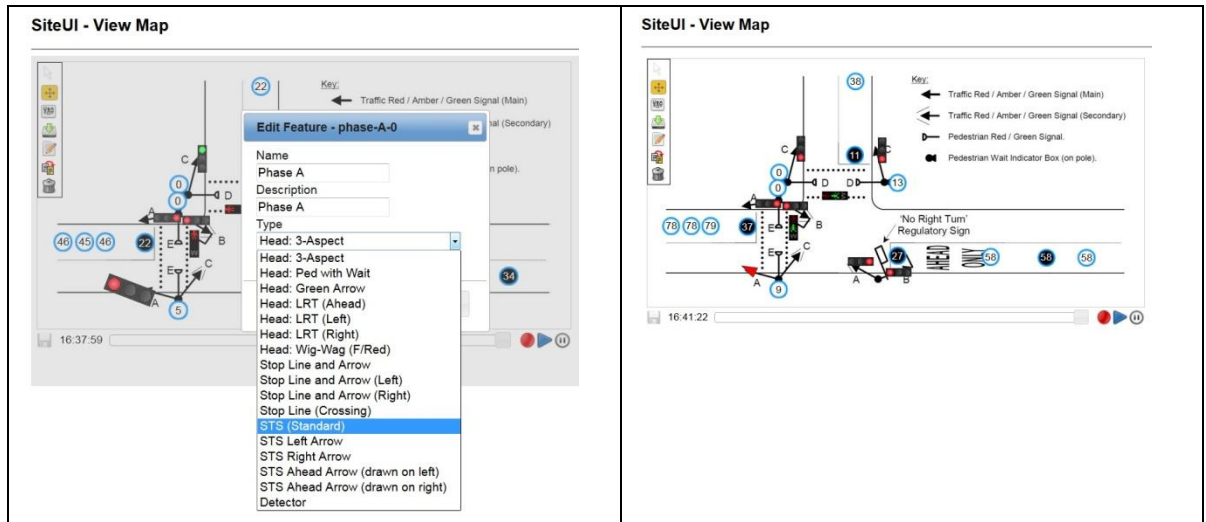 SiteUI - View Map
22
Key:
Traffic Red / Amber / Green Signal (Main)
nal (Secondary)
n pole).
Edit Feature - phase-A-0
Name
Phase A
Description
Phase A
Type
Head: 3-Aspect
Head: 3-Aspect
Head: Ped with Wait
Head: Green Arrow
Head: LRT (Ahead)
Head: LRT (Left)
Head: LRT (Right)
Head: Wig-Wag (F/Red)
Stop Line and Arrow
Stop Line and Arrow (Left)
Stop Line and Arrow (Right)
Stop Line (Crossing)
STS (Standard)
STS Left Arrow
STS Right Arrow
STS Ahead Arrow (drawn on left)
STS Ahead Arrow (drawn on right)
Detector
C
0
0
D
A
B
46 45 46 22
E
E
C
A
5
34
16:37:59
SiteUI - View Map
38
Key:
Traffic Red / Amber / Green Signal (Main)
Traffic Red / Amber / Green Signal (Secondary)
Pedestrian Red / Green Signal.
Pedestrian Wait Indicator Box (on pole).
C
C
11
0
0
D
D
13
A
B
78 78 79 37
E
'No Right Turn'
Regulatory Sign
27
AHEAD
ONLY
58 58 58
E
C
A
A
B
9
16:41:22